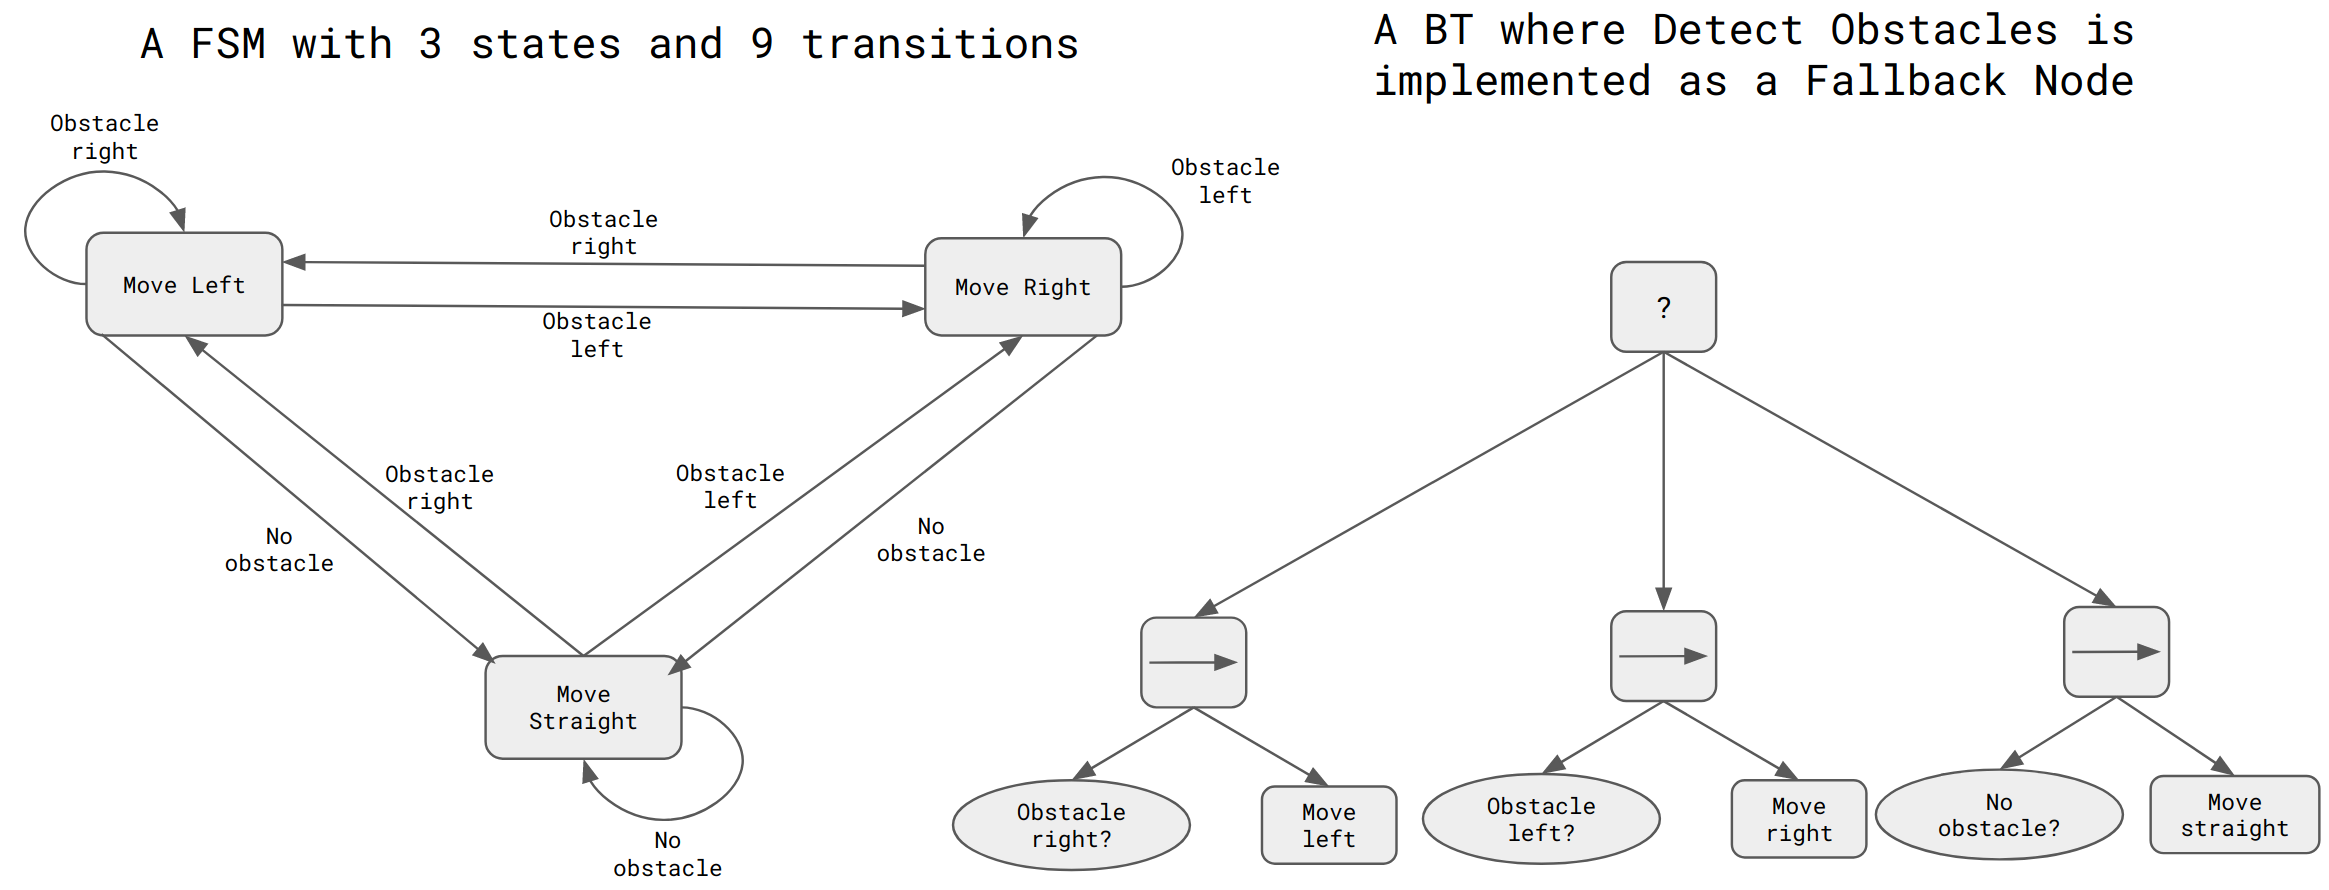 A FSM with 3 states and 9 transitions
A BT where Detect Obstacles is
implemented as a Fallback Node
Obstacle
right
Obstacle
left
Obstacle
right
Move Left
Move Right
Obstacle
left
?
Obstacle
right
Obstacle
left
No
obstacle
No
obstacle
Move
Straight
No
obstacle
Obstacle
right?
Move
left
Obstacle
left?
Move
right
No
obstacle?
Move
straight